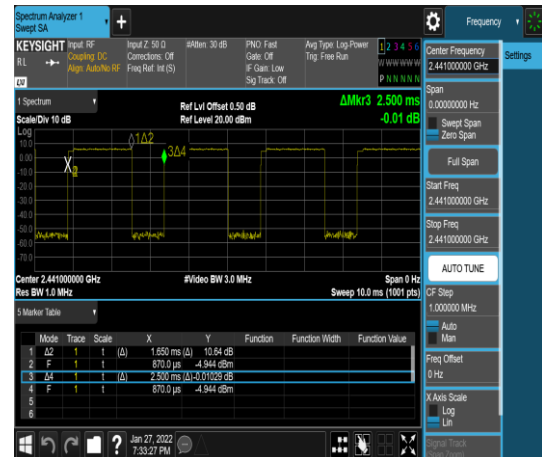 Spectrum Analyzer 1
Swept SA
+
Frequency
KEYSIGHT
Input: RF
Coupling: DC
Align: Auto/No RF
Input Z: 50 Ω
Corrections: Off
Freq Ref: Int (S)
#Atten: 30 dB
PNO: Fast
Gate: Off
IF Gain: Low
Sig Track: Off
Avg Type: Log-Power
Trig: Free Run
1 2 3 4 5 6
W W W W W W
P N N N N N
R L
LXI
Settings
1 Spectrum
Scale/Div 10 dB
Log
Ref Lvl Offset 0.50 dB
Ref Level 20.00 dBm
ΔMkr3 2.500 ms
-0.01 dB
10.0
0.00
-10.0
-20.0
-30.0
-40.0
-50.0
-60.0
-70.0
1Δ2
3Δ4
X
Center 2.441000000 GHz
Res BW 1.0 MHz
#Video BW 3.0 MHz
Span 0 Hz
Sweep 10.0 ms (1001 pts)
5 Marker Table
Mode Trace Scale X Y Function Function Width Function Value
1 Δ2 1 t (Δ) 1.650 ms (Δ) 10.64 dB
2 F 1 t 870.0 µs -4.944 dBm
3 Δ4 1 t (Δ) 2.500 ms (Δ) -0.01029 dB
4 F 1 t 870.0 µs -4.944 dBm
5
6
Center Frequency
2.441000000 GHz
Span
0.00000000 Hz
Swept Span
Zero Span
Full Span
Start Freq
2.441000000 GHz
Stop Freq
2.441000000 GHz
AUTO TUNE
CF Step
1.000000 MHz
Auto
Man
Freq Offset
0 Hz
X Axis Scale
Log
Lin
Signal Track
(Span Zoom)
?
Jan 27, 2022
7:33:27 PM